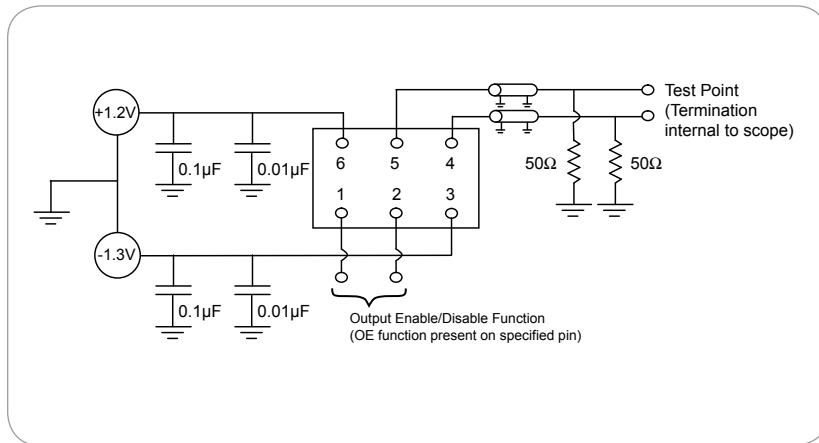 +1.2V
0.1µF
0.01µF
6 5 4
1 2 3
-1.3V
0.1µF
0.01µF
50Ω
50Ω
Test Point
(Termination
internal to scope)
Output Enable/Disable Function
(OE function present on specified pin)